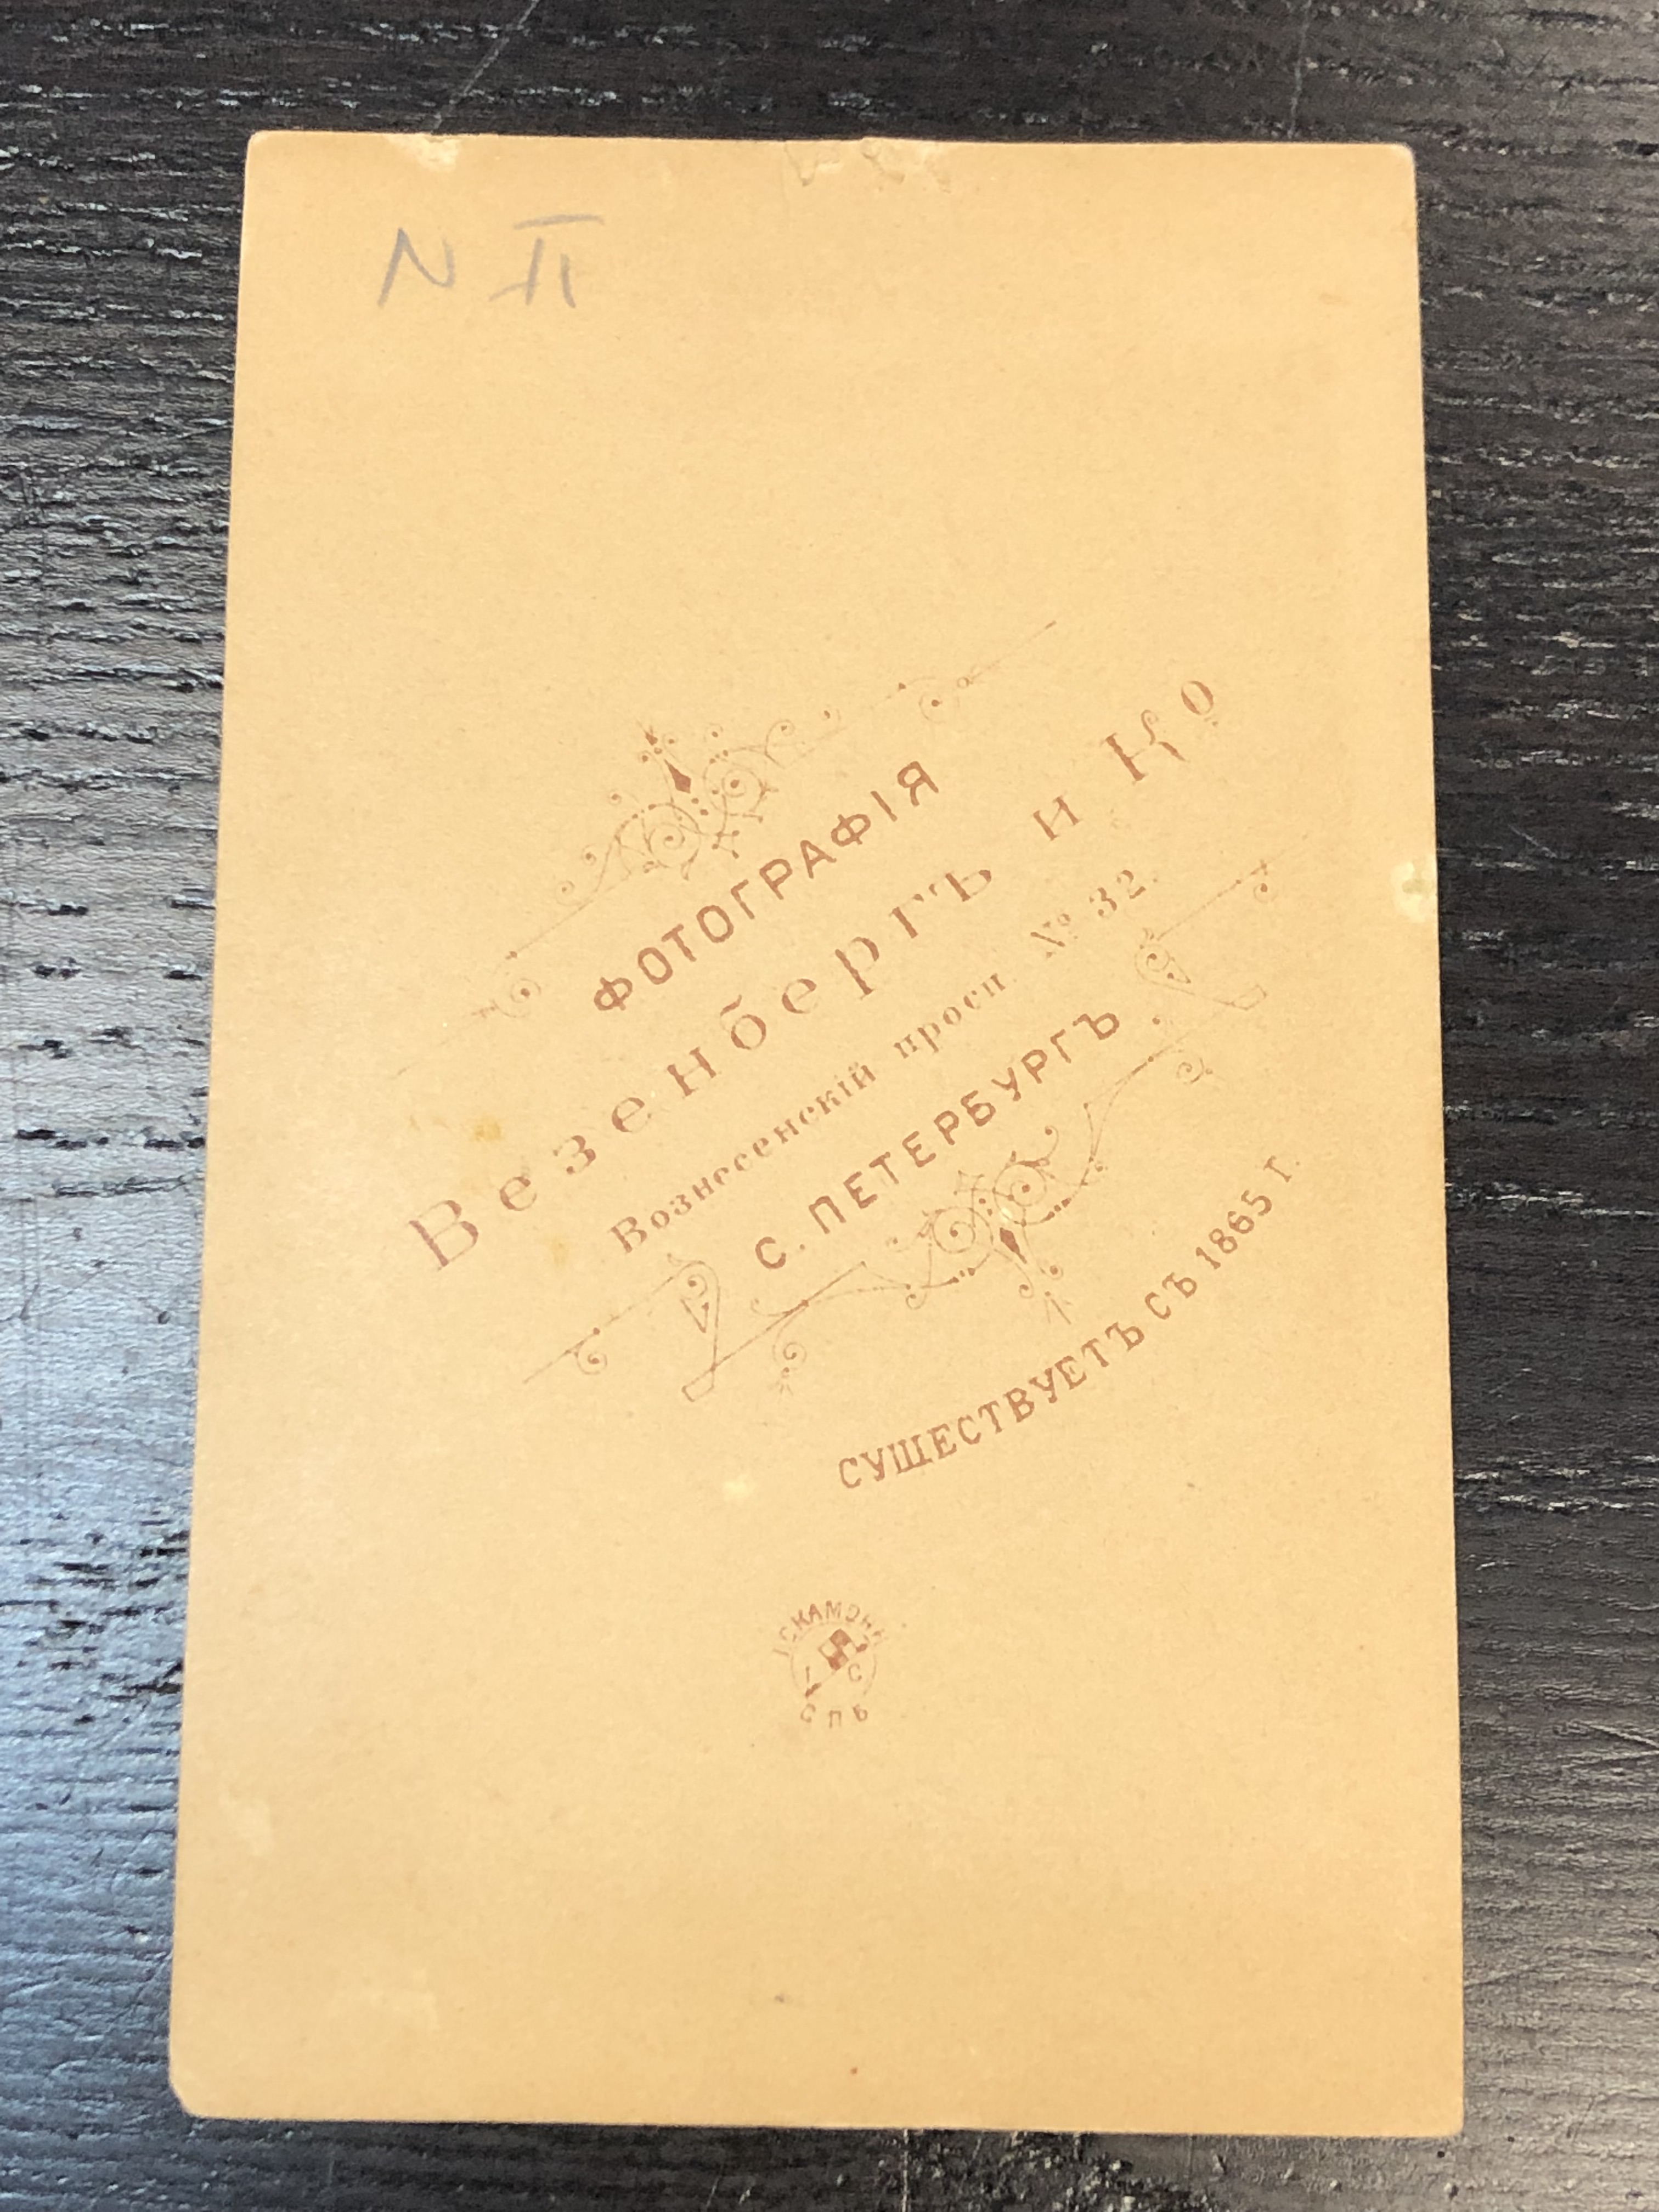 N II
ФОТОГРАФІЯ
Везенбергъ и Ко
Вознесенскій просп. № 32.
С. ПЕТЕРБУРГЪ.
СУЩЕСТВУЕТЪ СЪ 1865 Г.
І С
СПБ